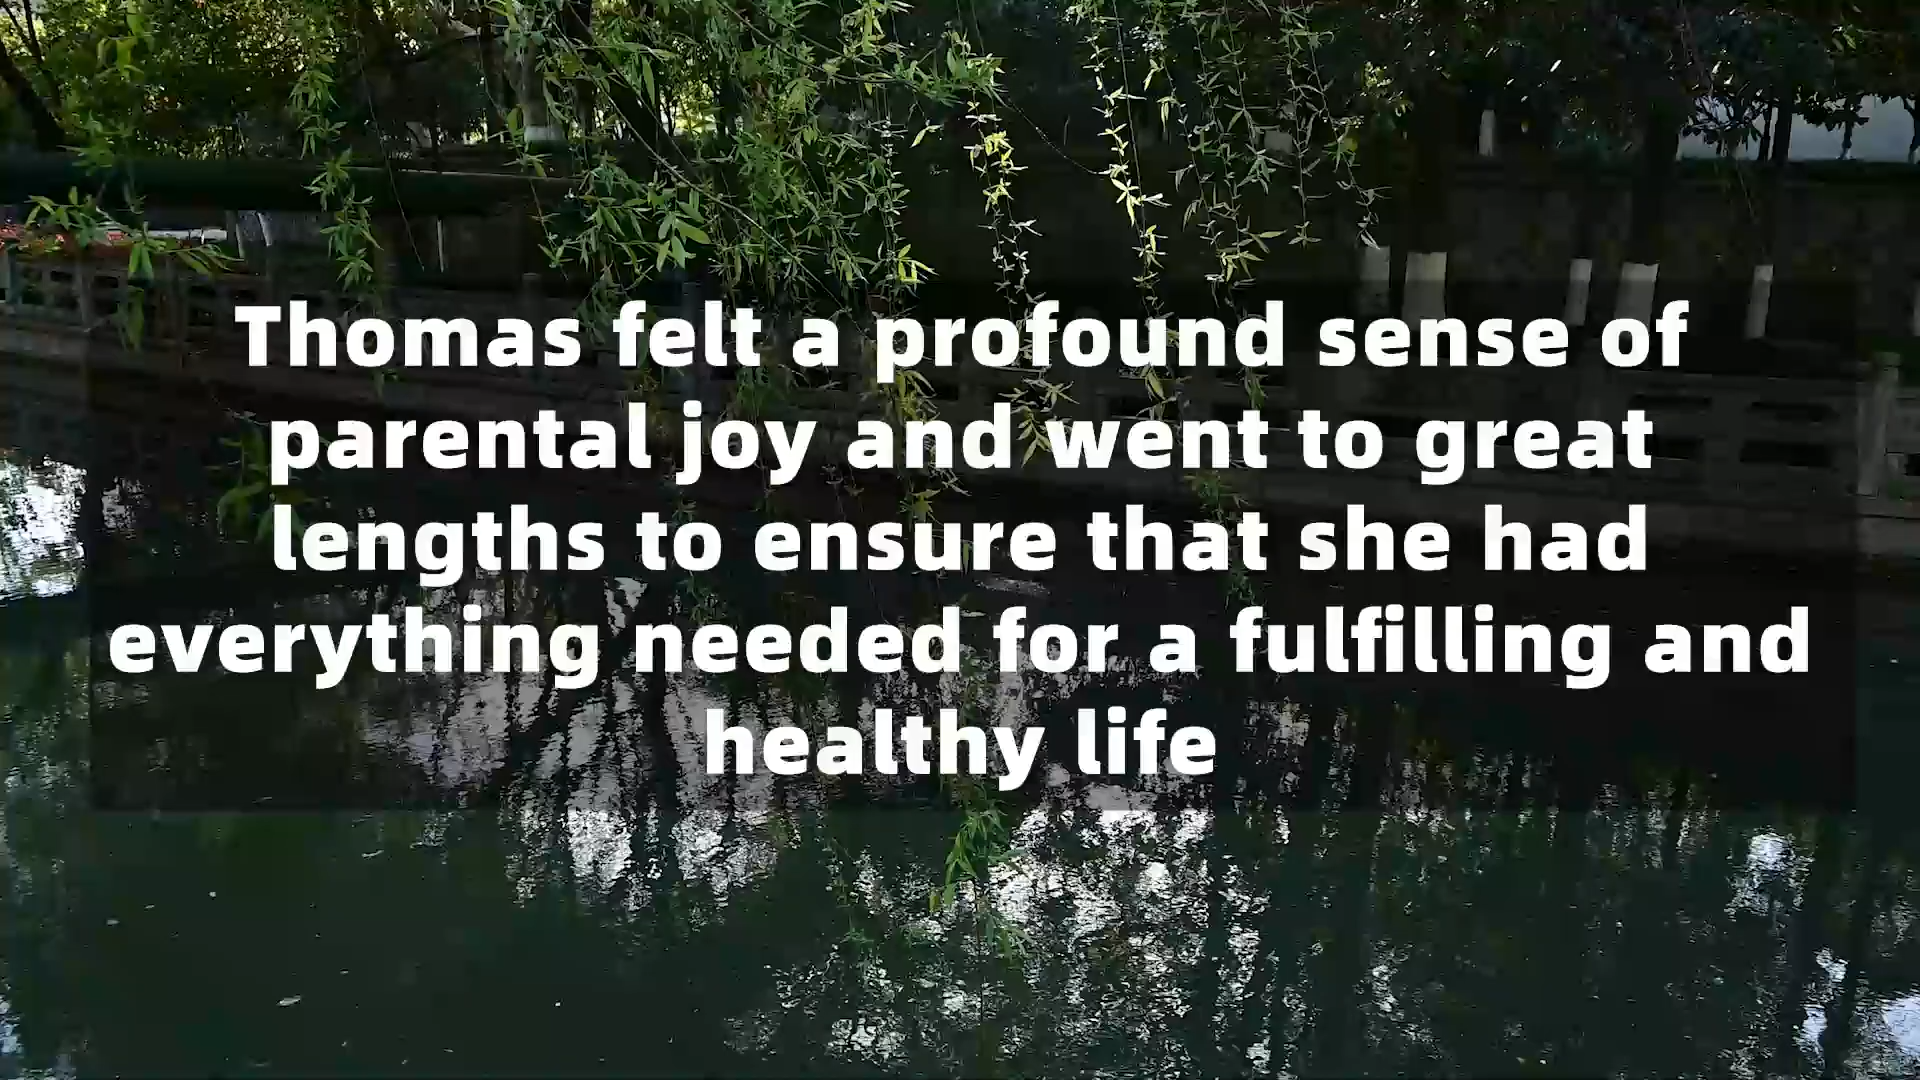 Thomas felt a profound sense of
parental joy and went to great
lengths to ensure that she had
everything needed for a fulfilling and
healthy life